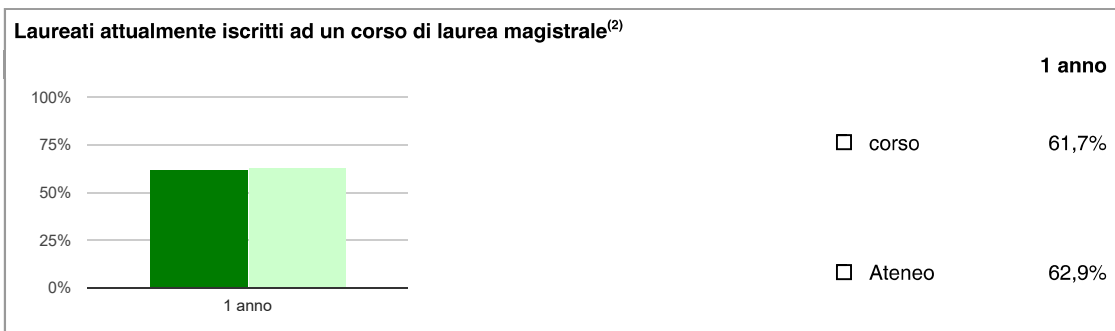 Laureati attualmente iscritti ad un corso di laurea magistrale(2)
1 anno
100%
75%
50%
25%
0%
1 anno
corso 61,7%
Ateneo 62,9%